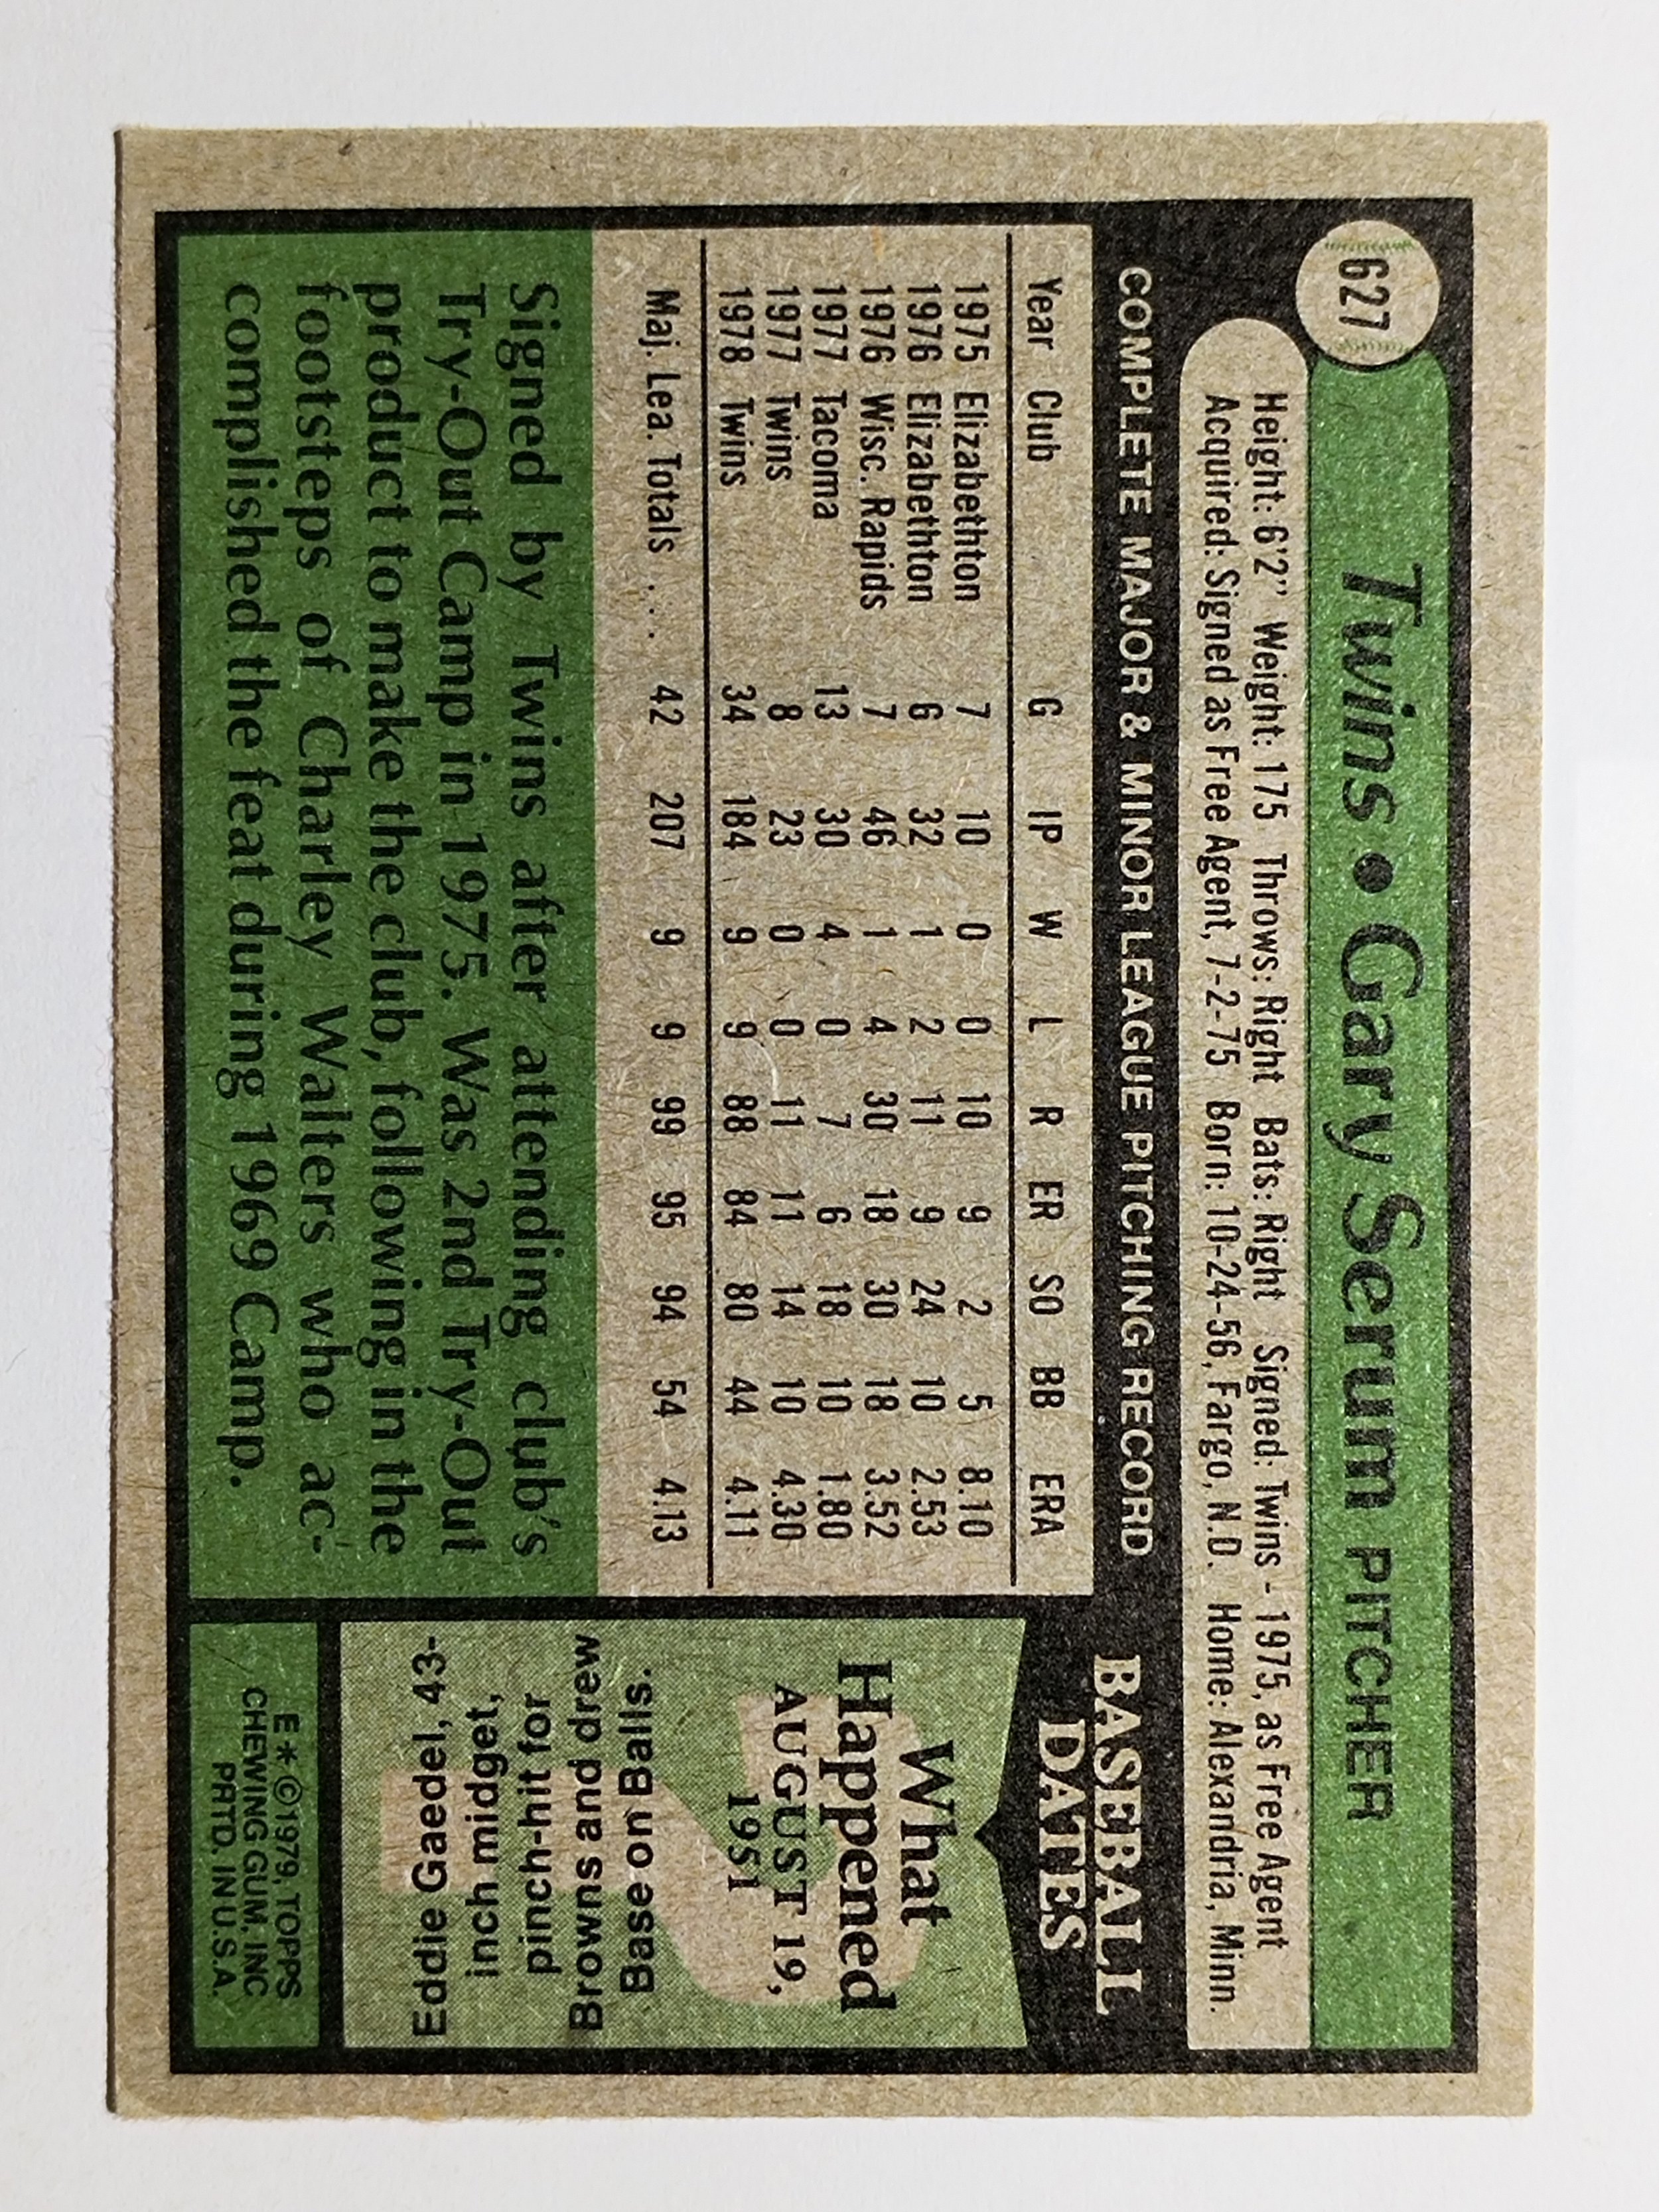 627
Twins • Gary Serum PITCHER
Height: 6'2" Weight: 175 Throws: Right Bats: Right Signed: Twins - 1975, as Free Agent
Acquired: Signed as Free Agent, 7-2-75 Born: 10-24-56, Fargo, N.D. Home: Alexandria, Minn.
COMPLETE MAJOR & MINOR LEAGUE PITCHING RECORD
Year Club G IP W L R ER SO BB ERA
1975 Elizabethton 7 10 0 0 10 9 2 5 8.10
1976 Elizabethton 6 32 1 2 11 9 24 10 2.53
1976 Wisc. Rapids 7 46 1 4 30 18 30 18 3.52
1977 Tacoma 13 30 4 0 7 6 18 10 1.80
1977 Twins 8 23 0 0 11 11 14 10 4.30
1978 Twins 34 184 9 9 88 84 80 44 4.11
Maj. Lea. Totals . . . 42 207 9 9 99 95 94 54 4.13
Signed by Twins after attending club's
Try-Out Camp in 1975. Was 2nd Try-Out
product to make the club, following in the
footsteps of Charley Walters who ac-
complished the feat during 1969 Camp.
BASEBALL
DATES
What
Happened
AUGUST 19,
1951
Eddie Gaedel, 43-
inch midget,
pinch-hit for
Browns and drew
Base on Balls.
E * © 1979, TOPPS
CHEWING GUM, INC
PRTD. IN U.S.A.